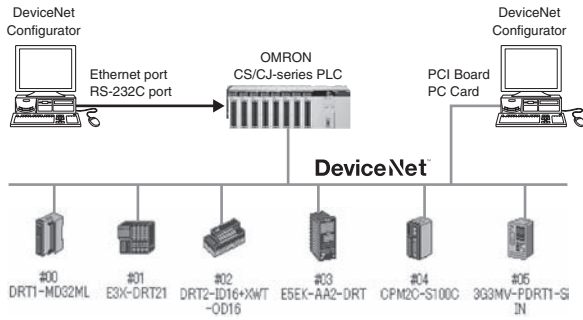 DeviceNet
Configurator
DeviceNet
Configurator
OMRON
CS/CJ-series PLC
Ethernet port
RS-232C port
PCI Board
PC Card
DeviceNet
#00
DRT1-MD32ML
#01
E3X-DRT21
#02
DRT2-ID16+XWT
-OD16
#03
E5EK-AA2-DRT
#04
CPM2C-S100C
#05
3G3MV-PDRT1-Si
IN